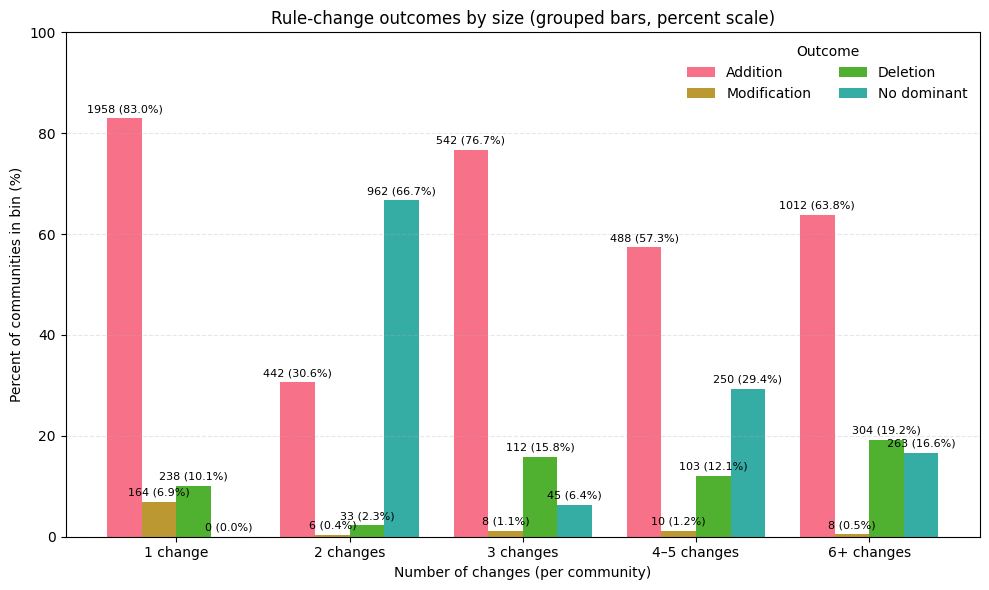 Rule-change outcomes by size (grouped bars, percent scale)
Outcome
Addition
Modification
Deletion
No dominant
Percent of communities in bin (%)
100
80
60
40
20
0
1958 (83.0%)
164 (6.9%)
238 (10.1%)
0 (0.0%)
442 (30.6%)
6 (0.4%)
33 (2.3%)
962 (66.7%)
542 (76.7%)
8 (1.1%)
112 (15.8%)
45 (6.4%)
488 (57.3%)
10 (1.2%)
103 (12.1%)
250 (29.4%)
1012 (63.8%)
8 (0.5%)
304 (19.2%)
263 (16.6%)
1 change
2 changes
3 changes
4–5 changes
6+ changes
Number of changes (per community)